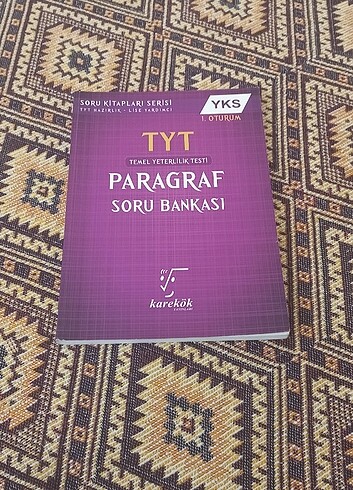 SORU KİTAPLARI SERİSİ
TYT HAZIRLIK - LİSE YARDIMCI
YKS
1. OTURUM
TYT
TEMEL YETERLİLİK TESTİ
PARAGRAF
SORU BANKASI
karekök
YAYINLARI